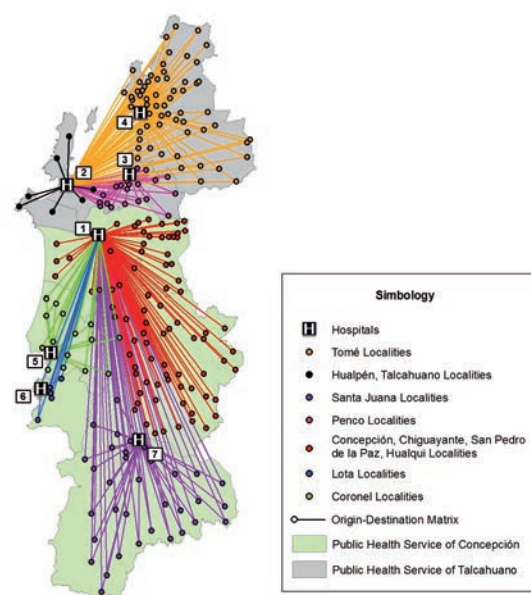 4
3
2
1
5
6
7
H
H
H
H
H
H
H
Simbology
H Hospitals
Tomé Localities
Hualpén, Talcahuano Localities
Santa Juana Localities
Penco Localities
Concepción, Chiguayante, San Pedro
de la Paz, Hualqui Localities
Lota Localities
Coronel Localities
Origin-Destination Matrix
Public Health Service of Concepción
Public Health Service of Talcahuano